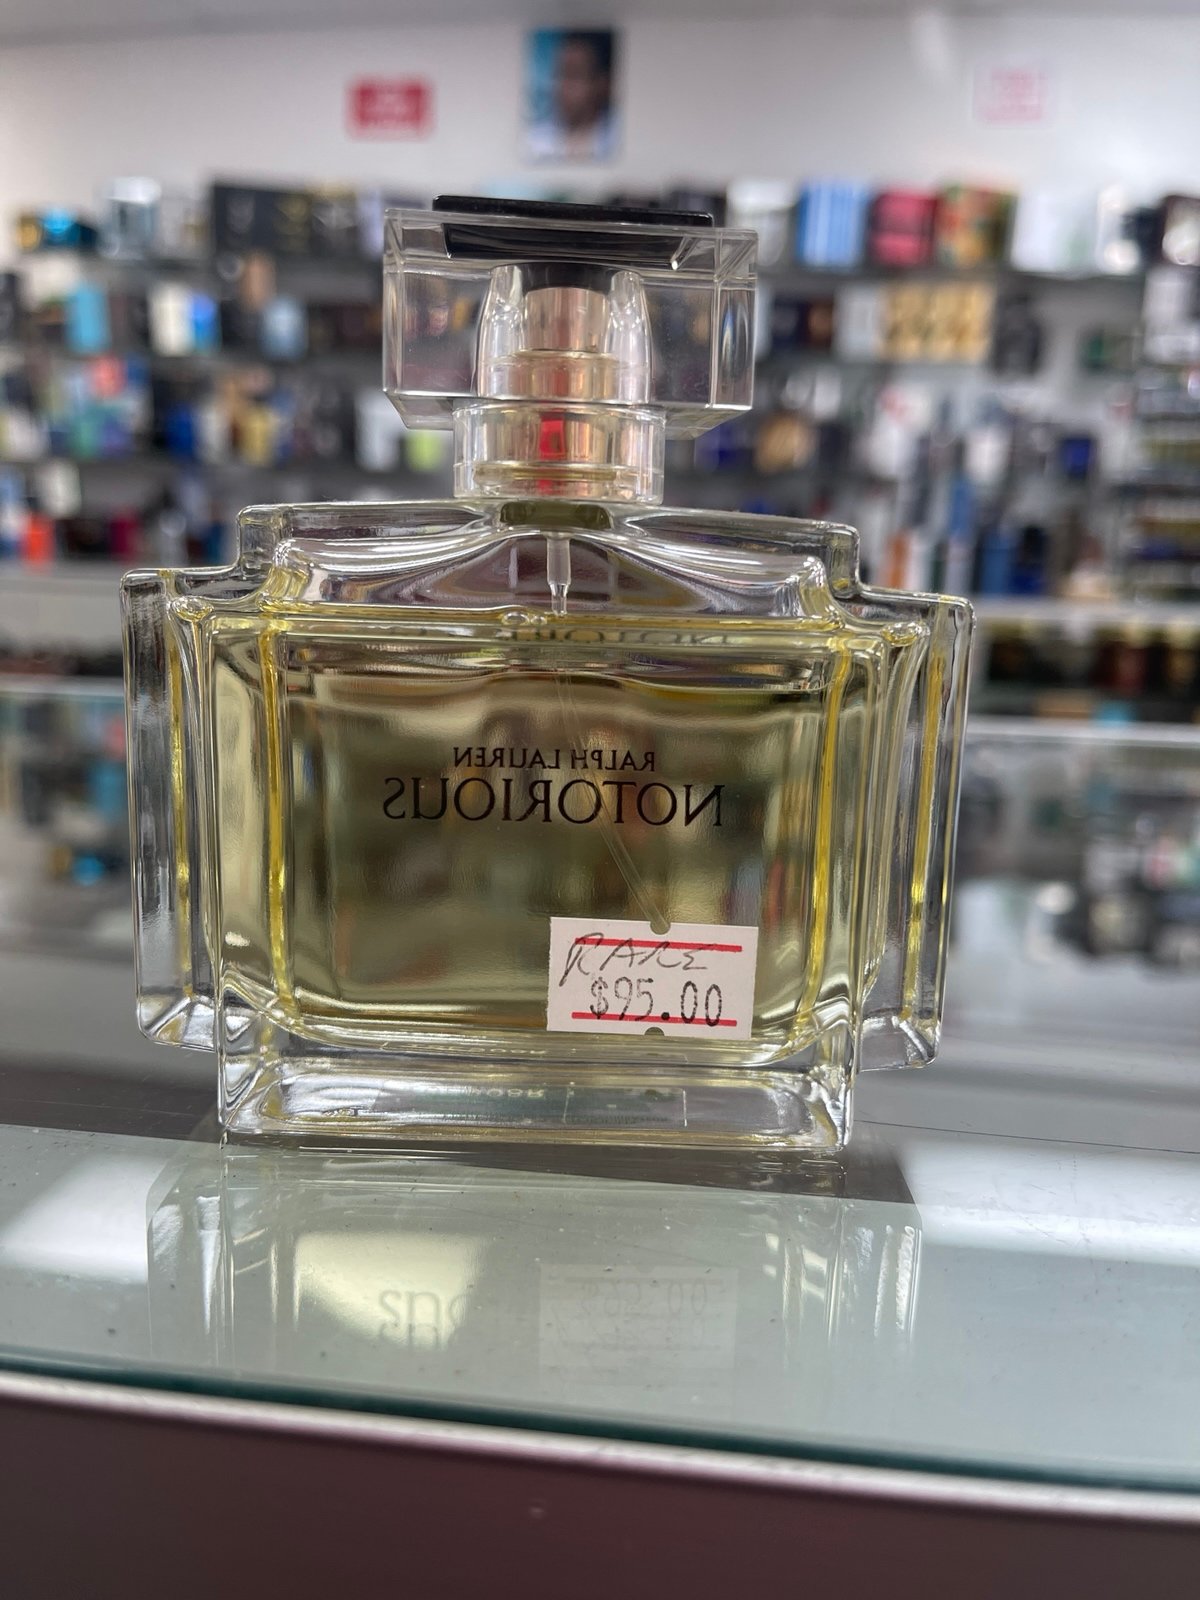 RALPH LAUREN
NOTORIOUS
RARE
$95.00